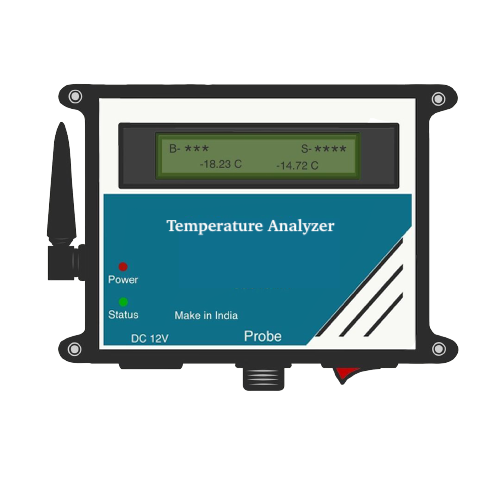 B- *** S- ****
-18.23 C -14.72 C
Temperature Analyzer
Power
Status
Make in India
DC 12V
Probe